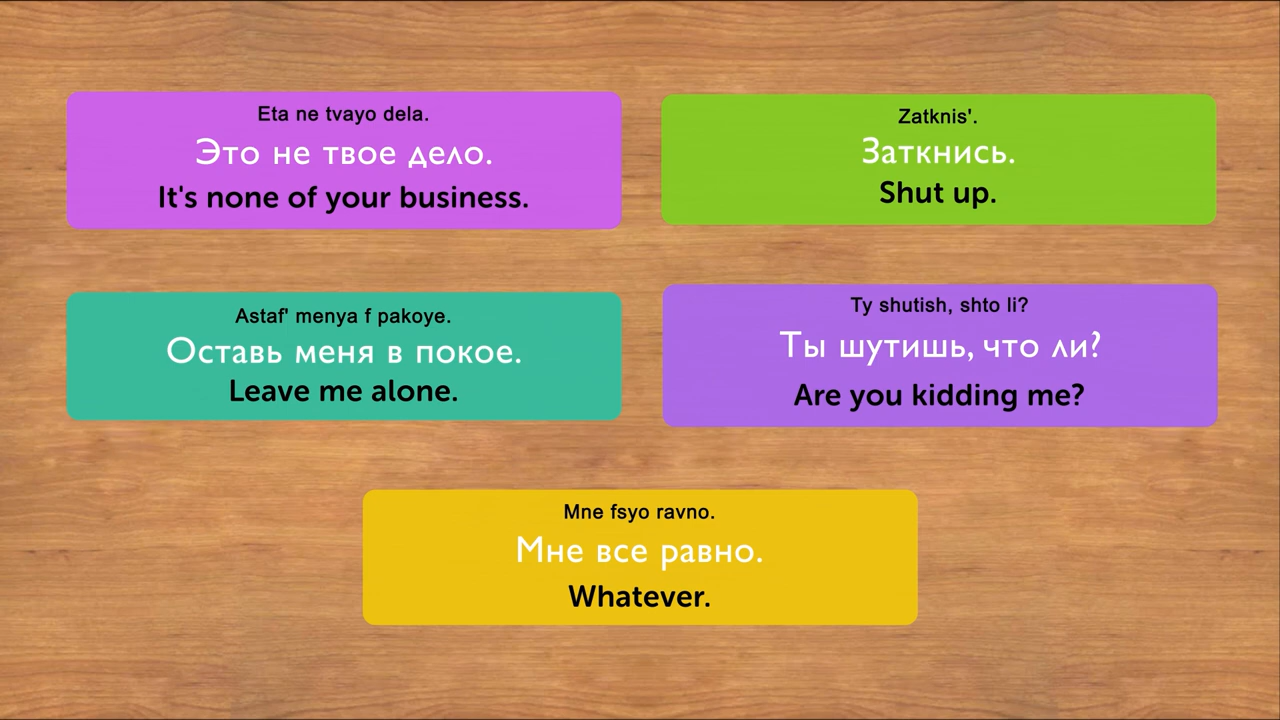 Eta ne tvayo dela.
Это не твое дело.
It's none of your business.
Zatknis'.
Заткнись.
Shut up.
Astaf' menya f pakoye.
Оставь меня в покое.
Leave me alone.
Ty shutish, shto li?
Ты шутишь, что ли?
Are you kidding me?
Mne fsyo ravno.
Мне все равно.
Whatever.